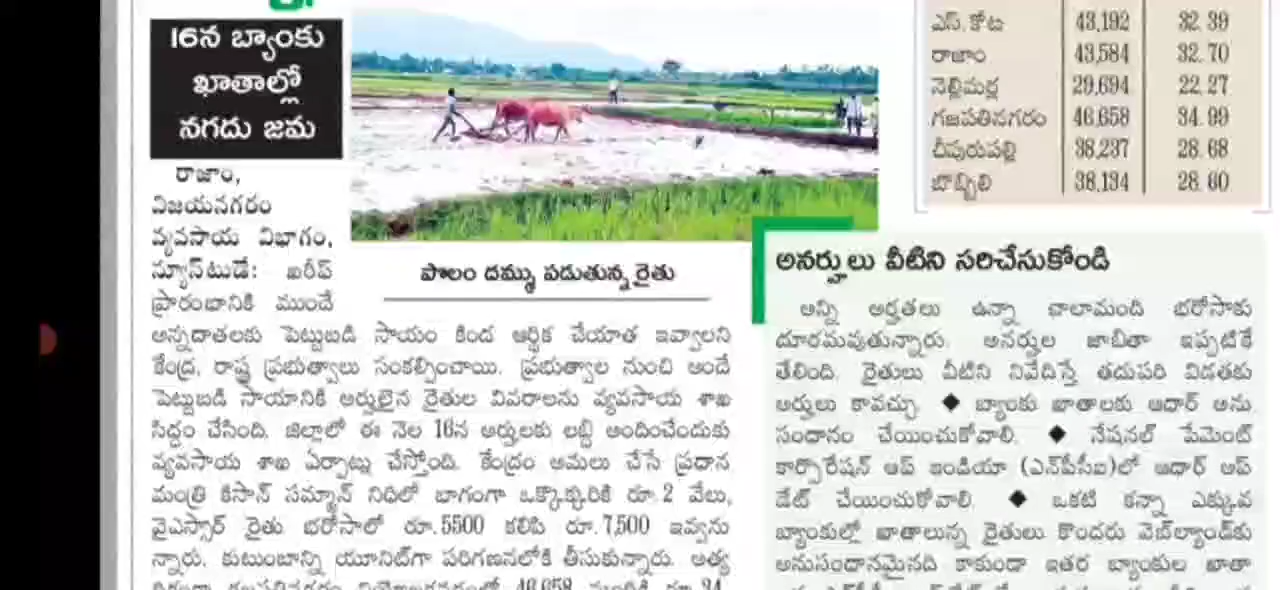 16న బ్యాంకు
ఖాతాల్లో
నగదు జమ
రాజాం,
విజయనగరం
వ్యవసాయ విభాగం,
న్యూస్‌టుడే: ఖరీప్
ప్రారంభానికి ముందే
అన్నదాతలకు పెట్టుబడి సాయం కింద ఆర్థిక చేయూత ఇవ్వాలని
కేంద్ర, రాష్ట్ర ప్రభుత్వాలు సంకల్పించాయి. ప్రభుత్వాల నుంచి అందే
పెట్టుబడి సాయానికి అర్హులైన రైతుల వివరాలను వ్యవసాయ శాఖ
సిద్ధం చేసింది. జిల్లాలో ఈ నెల 16న అర్హులకు లబ్ధి అందించేందుకు
వ్యవసాయ శాఖ ఏర్పాట్లు చేస్తోంది. కేంద్రం అమలు చేసే ప్రధాన
మంత్రి కిసాన్ సమ్మాన్ నిధిలో భాగంగా ఒక్కొక్కరికి రూ.2 వేలు,
వైఎస్సార్ రైతు భరోసాలో రూ.5500 కలిపి రూ.7,500 ఇవ్వను
న్నారు. కుటుంబాన్ని యూనిట్‌గా పరిగణనలోకి తీసుకున్నారు. అత్య
పొలం దమ్ము పడుతున్న రైతు
ఎస్.కోట 43,192 32.39
రాజాం 43,584 32.70
నెల్లిమర్ల 29,694 22.27
గజపతినగరం 46,658 34.99
చీపురుపల్లి 38,237 28.68
బొబ్బిలి 38,134 28.60
అనర్హులు వీటిని సరిచేసుకోండి
అన్ని అర్హతలు ఉన్నా చాలామంది భరోసాకు
దూరమవుతున్నారు. అనర్హుల జాబితా ఇప్పటికే
తేలింది. రైతులు వీటిని నివేదిస్తే తదుపరి విడతకు
అర్హులు కావచ్చు. ◆ బ్యాంకు ఖాతాలకు ఆధార్ అను
సంధానం చేయించుకోవాలి. ◆ నేషనల్ పేమెంట్
కార్పొరేషన్ ఆఫ్ ఇండియా (ఎన్‌పీసీఐ)లో ఆధార్ అప్
డేట్ చేయించుకోవాలి. ◆ ఒకటి కన్నా ఎక్కువ
బ్యాంకుల్లో ఖాతాలున్న రైతులు కొందరు వెబ్‌ల్యాండ్‌కు
అనుసంధానమైనది కాకుండా ఇతర బ్యాంకుల ఖాతా